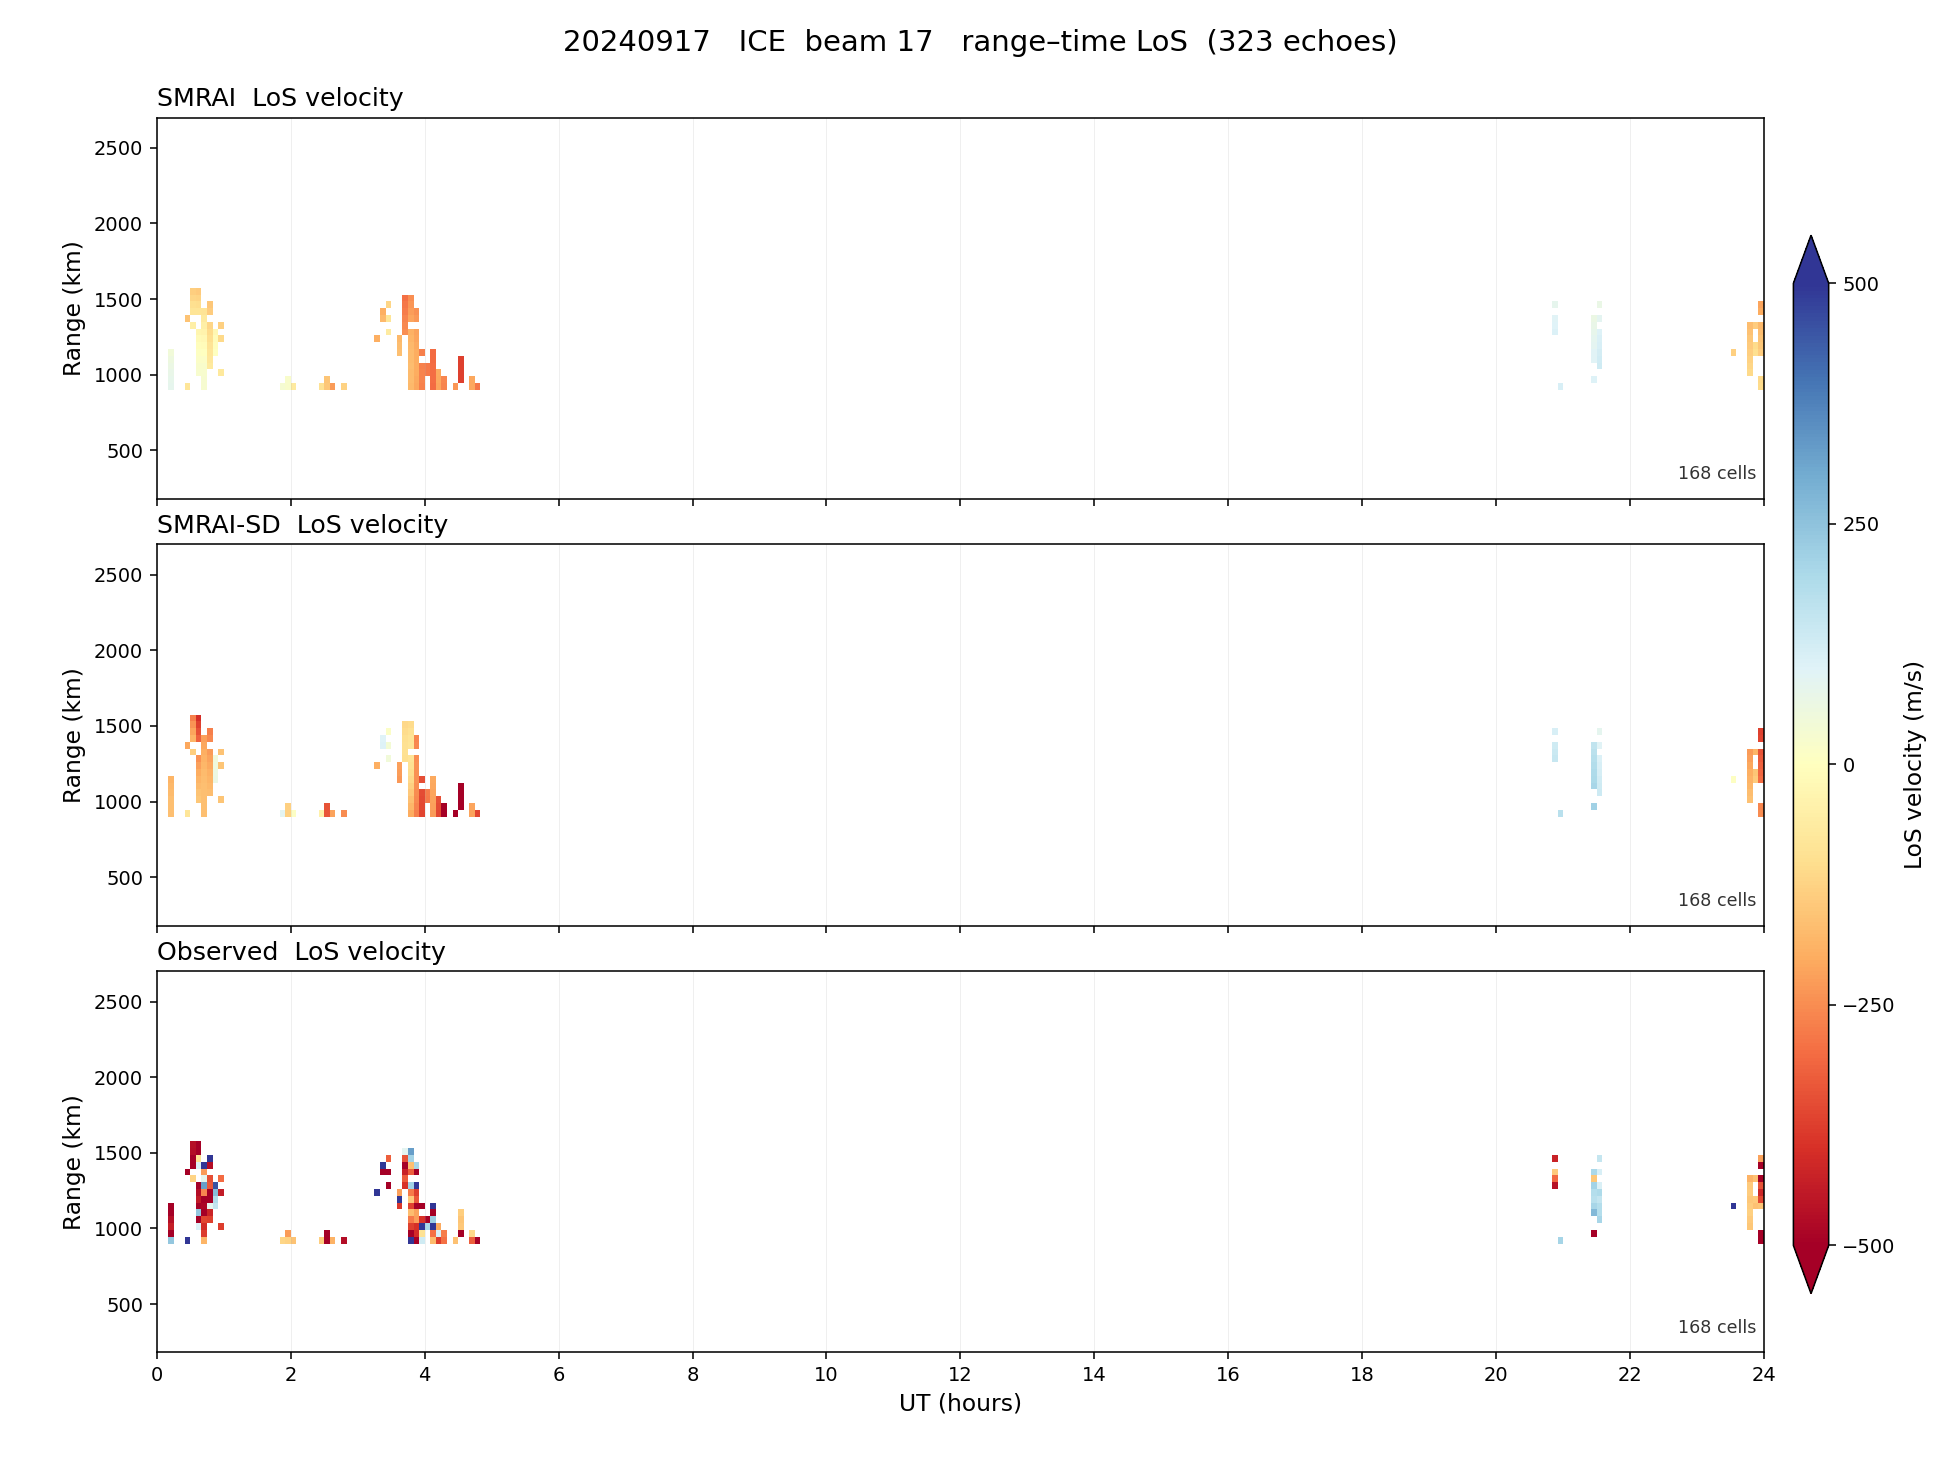 20240917   ICE  beam 17   range–time LoS  (323 echoes)
SMRAI  LoS velocity
2500
2000
1500
1000
500
Range (km)
168 cells
SMRAI-SD  LoS velocity
2500
2000
1500
1000
500
Range (km)
168 cells
Observed  LoS velocity
2500
2000
1500
1000
500
Range (km)
168 cells
0 2 4 6 8 10 12 14 16 18 20 22 24
UT (hours)
500
250
0
−250
−500
LoS velocity (m/s)